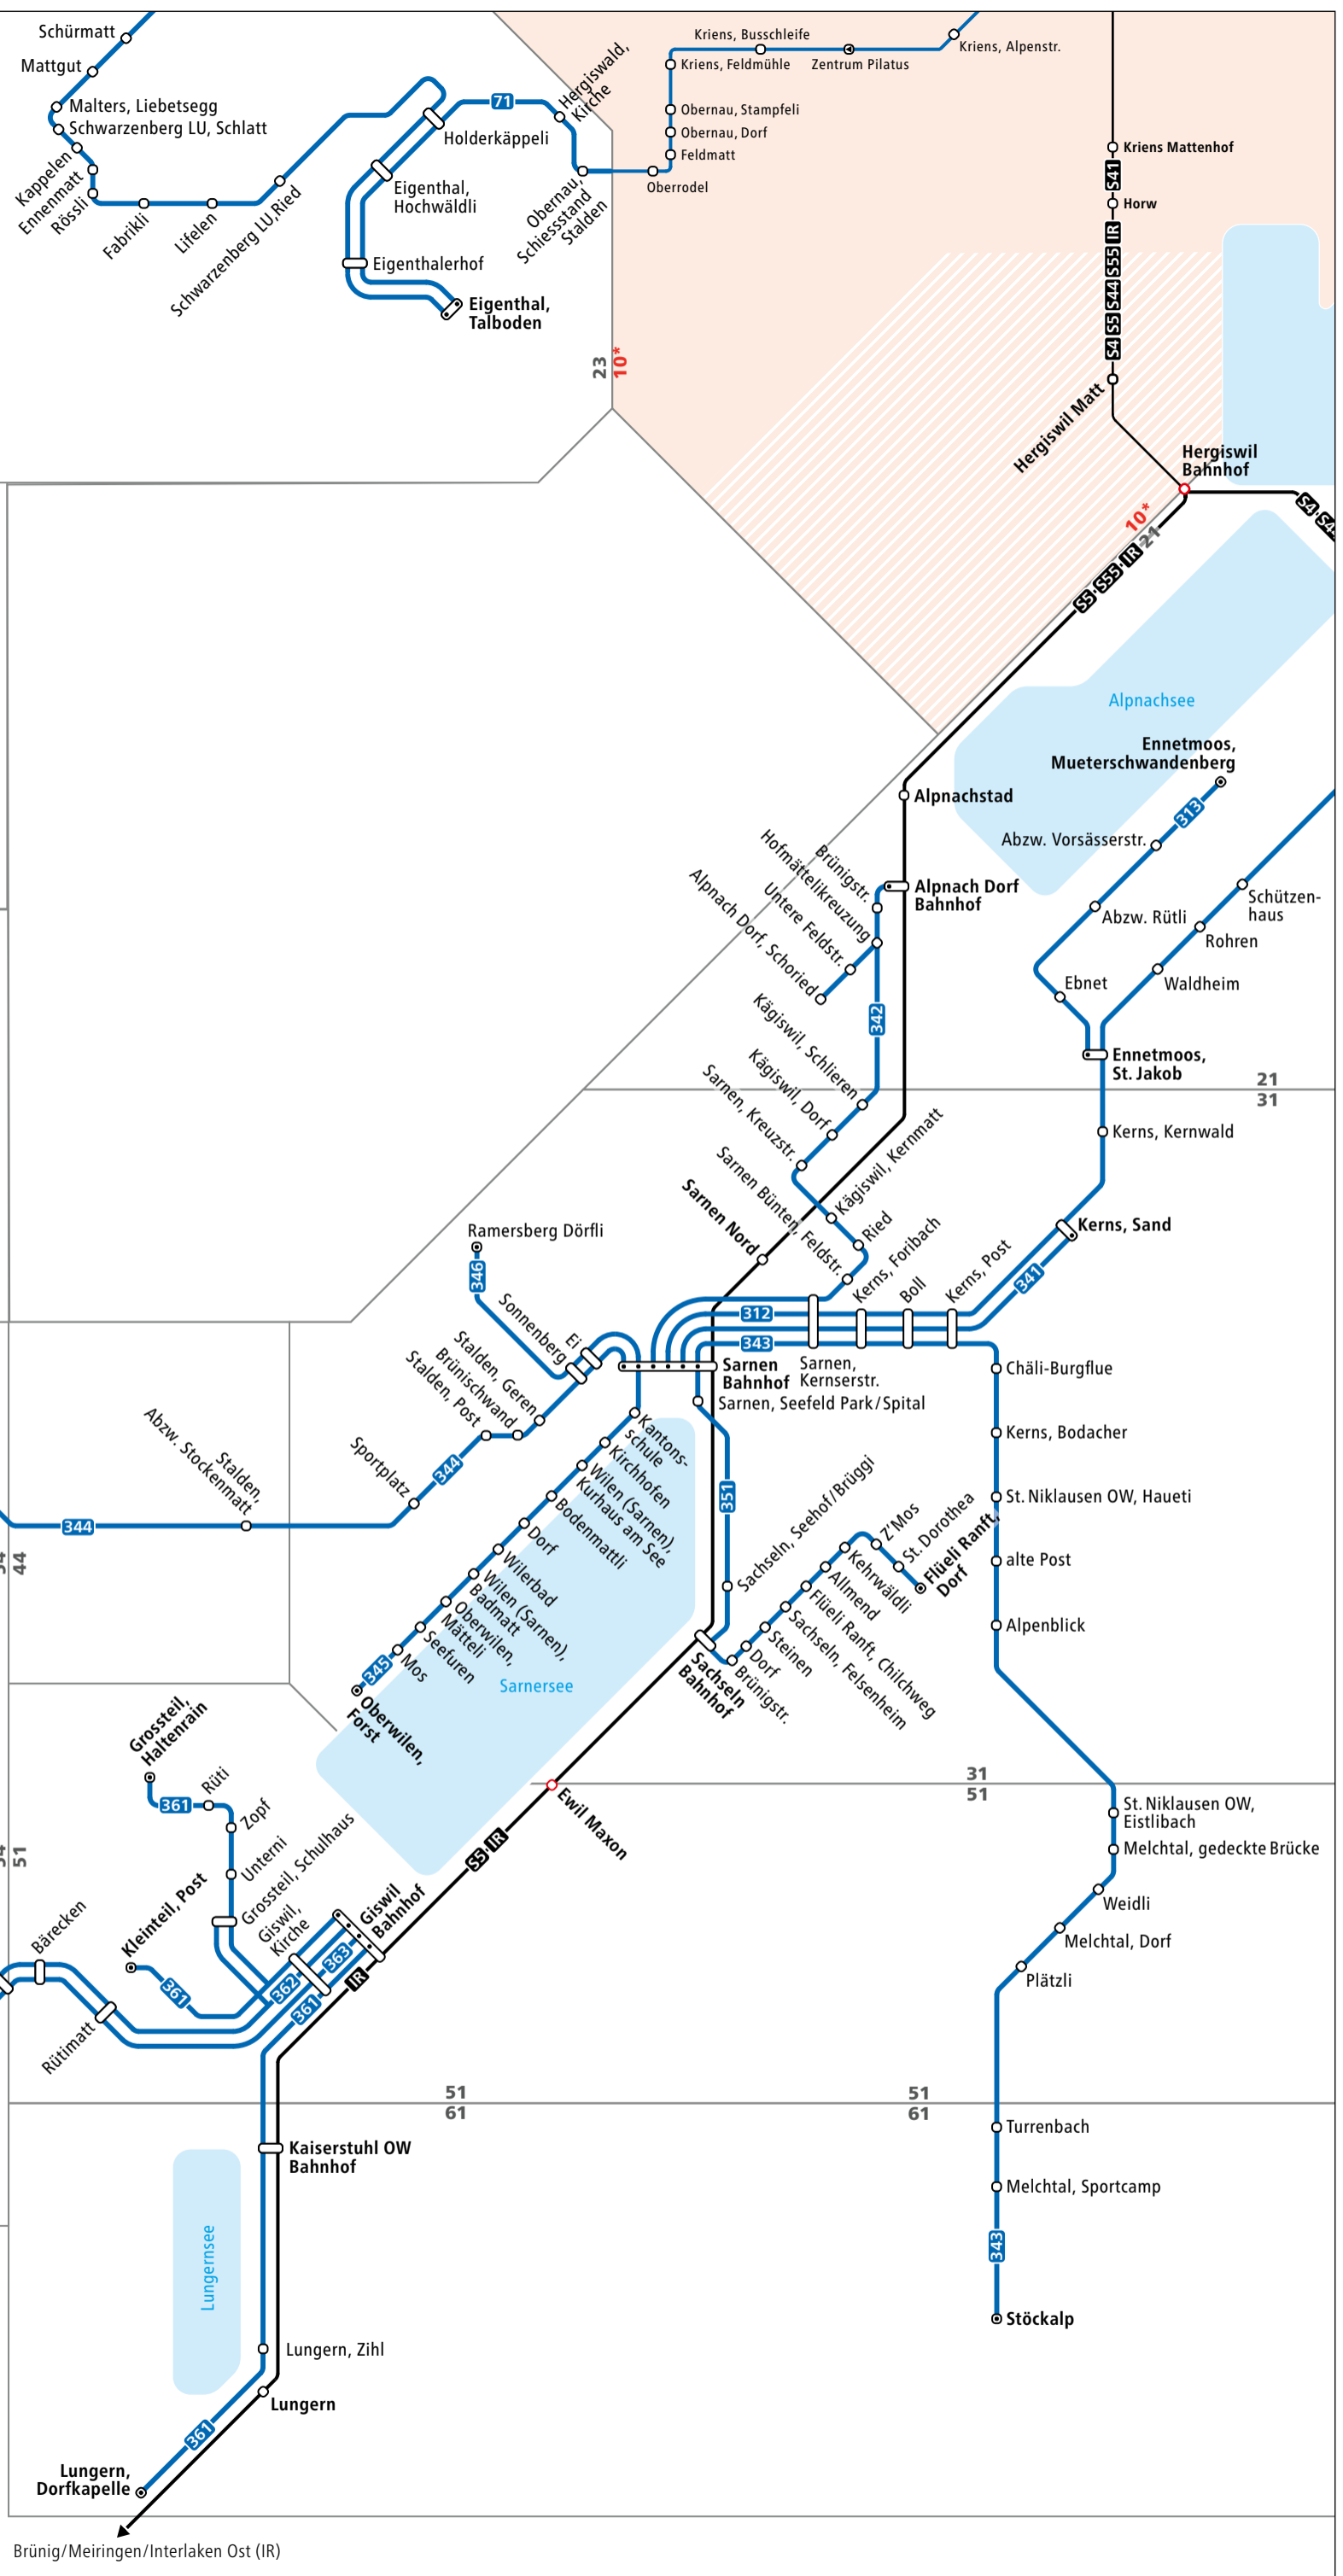 Schürmatt
Mattgut
Malters, Liebetsegg
Schwarzenberg LU, Schlatt
Kappelen
Ennenmatt
Rössli
Fabrikli
Lifelen
Schwarzenberg LU,Ried
Holderkäppeli
Eigenthal,
Hochwäldli
Eigenthalerhof
Eigenthal,
Talboden
71
Hergiswald,
Kirche
Obernau,
Schiessstand
Stalden
Oberrodel
Feldmatt
Obernau, Dorf
Obernau, Stampfeli
Kriens, Feldmühle
Kriens, Busschleife
Zentrum Pilatus
Kriens, Alpenstr.
Kriens Mattenhof
S41
Horw
S4 S5 S44 S55 IR
Hergiswil Matt
Hergiswil
Bahnhof
S4 S4
23
10*
10*
21
S5 S55 IR
Alpnachsee
Ennetmoos,
Mueterschwandenberg
313
Abzw. Vorsässerstr.
Abzw. Rütli
Ebnet
Schützen-
haus
Rohren
Waldheim
Ennetmoos,
St. Jakob
21
31
Kerns, Kernwald
Kerns, Sand
341
Alpnachstad
Alpnach Dorf
Bahnhof
Brünigstr.
Hofmättelikreuzung
Untere Feldstr.
Alpnach Dorf, Schoried
342
Kägiswil, Schlieren
Kägiswil, Dorf
Sarnen, Kreuzstr.
Kägiswil, Kernmatt
Ried
Sarnen Bünten, Feldstr.
Sarnen Nord
Kerns, Foribach
Boll
Kerns, Post
312
343
Sarnen
Bahnhof
Sarnen,
Kernserstr.
Sarnen, Seefeld Park/Spital
Ramersberg Dörfli
346
Sonnenberg
Ei
Stalden, Geren
Brünischwand
Stalden, Post
344
Sportplatz
Stalden,
Abzw. Stockenmatt
344
44
Kantons-
schule
Kirchhofen
Wilen (Sarnen),
Kurhaus am See
Bodenmattli
Dorf
Wilerbad
Wilen (Sarnen),
Badmatt
Oberwilen,
Mätteli
Seefuren
Mos
345
Oberwilen,
Forst
Sarnersee
351
Sachseln, Seehof/Brüggi
Sachseln
Bahnhof
Brünigstr.
Dorf
Steinen
Sachseln, Felsenheim
Flüeli Ranft, Chilchweg
Allmend
Kehrwäldli
Z'Mos
St. Dorothea
Flüeli Ranft,
Dorf
Chäli-Burgflue
Kerns, Bodacher
St. Niklausen OW, Haueti
alte Post
Alpenblick
31
51
St. Niklausen OW,
Eistlibach
Melchtal, gedeckte Brücke
Weidli
Melchtal, Dorf
Plätzli
Ewil Maxon
S5 IR
Grossteil,
Haltenrain
361
Rüti
Zopf
Unterni
Grossteil, Schulhaus
Giswil,
Kirche
Giswil
Bahnhof
Kleinteil, Post
361
362
363
361
IR
51
Bärecken
Rütimatt
51
61
51
61
Turrenbach
Melchtal, Sportcamp
343
Stöckalp
Kaiserstuhl OW
Bahnhof
Lungernsee
Lungern, Zihl
Lungern
361
Lungern,
Dorfkapelle
Brünig/Meiringen/Interlaken Ost (IR)